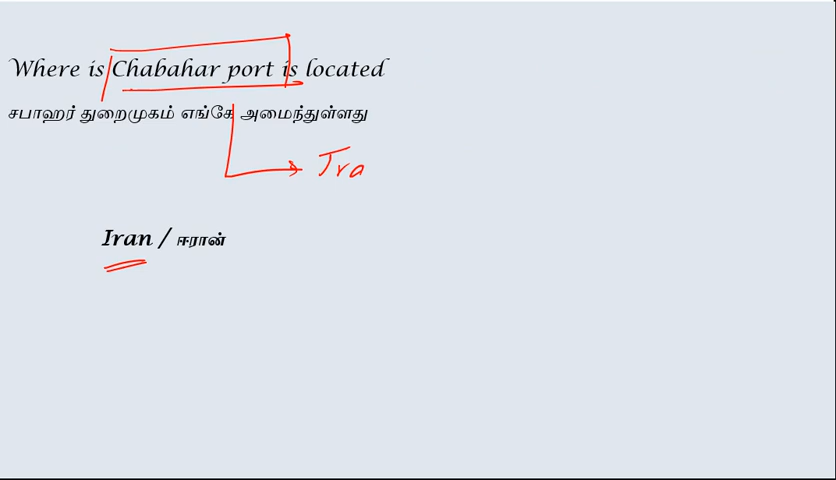 Where is Chabahar port is located
சபாஹர் துறைமுகம் எங்கே அமைந்துள்ளது
Ira
Iran / ஈரான்